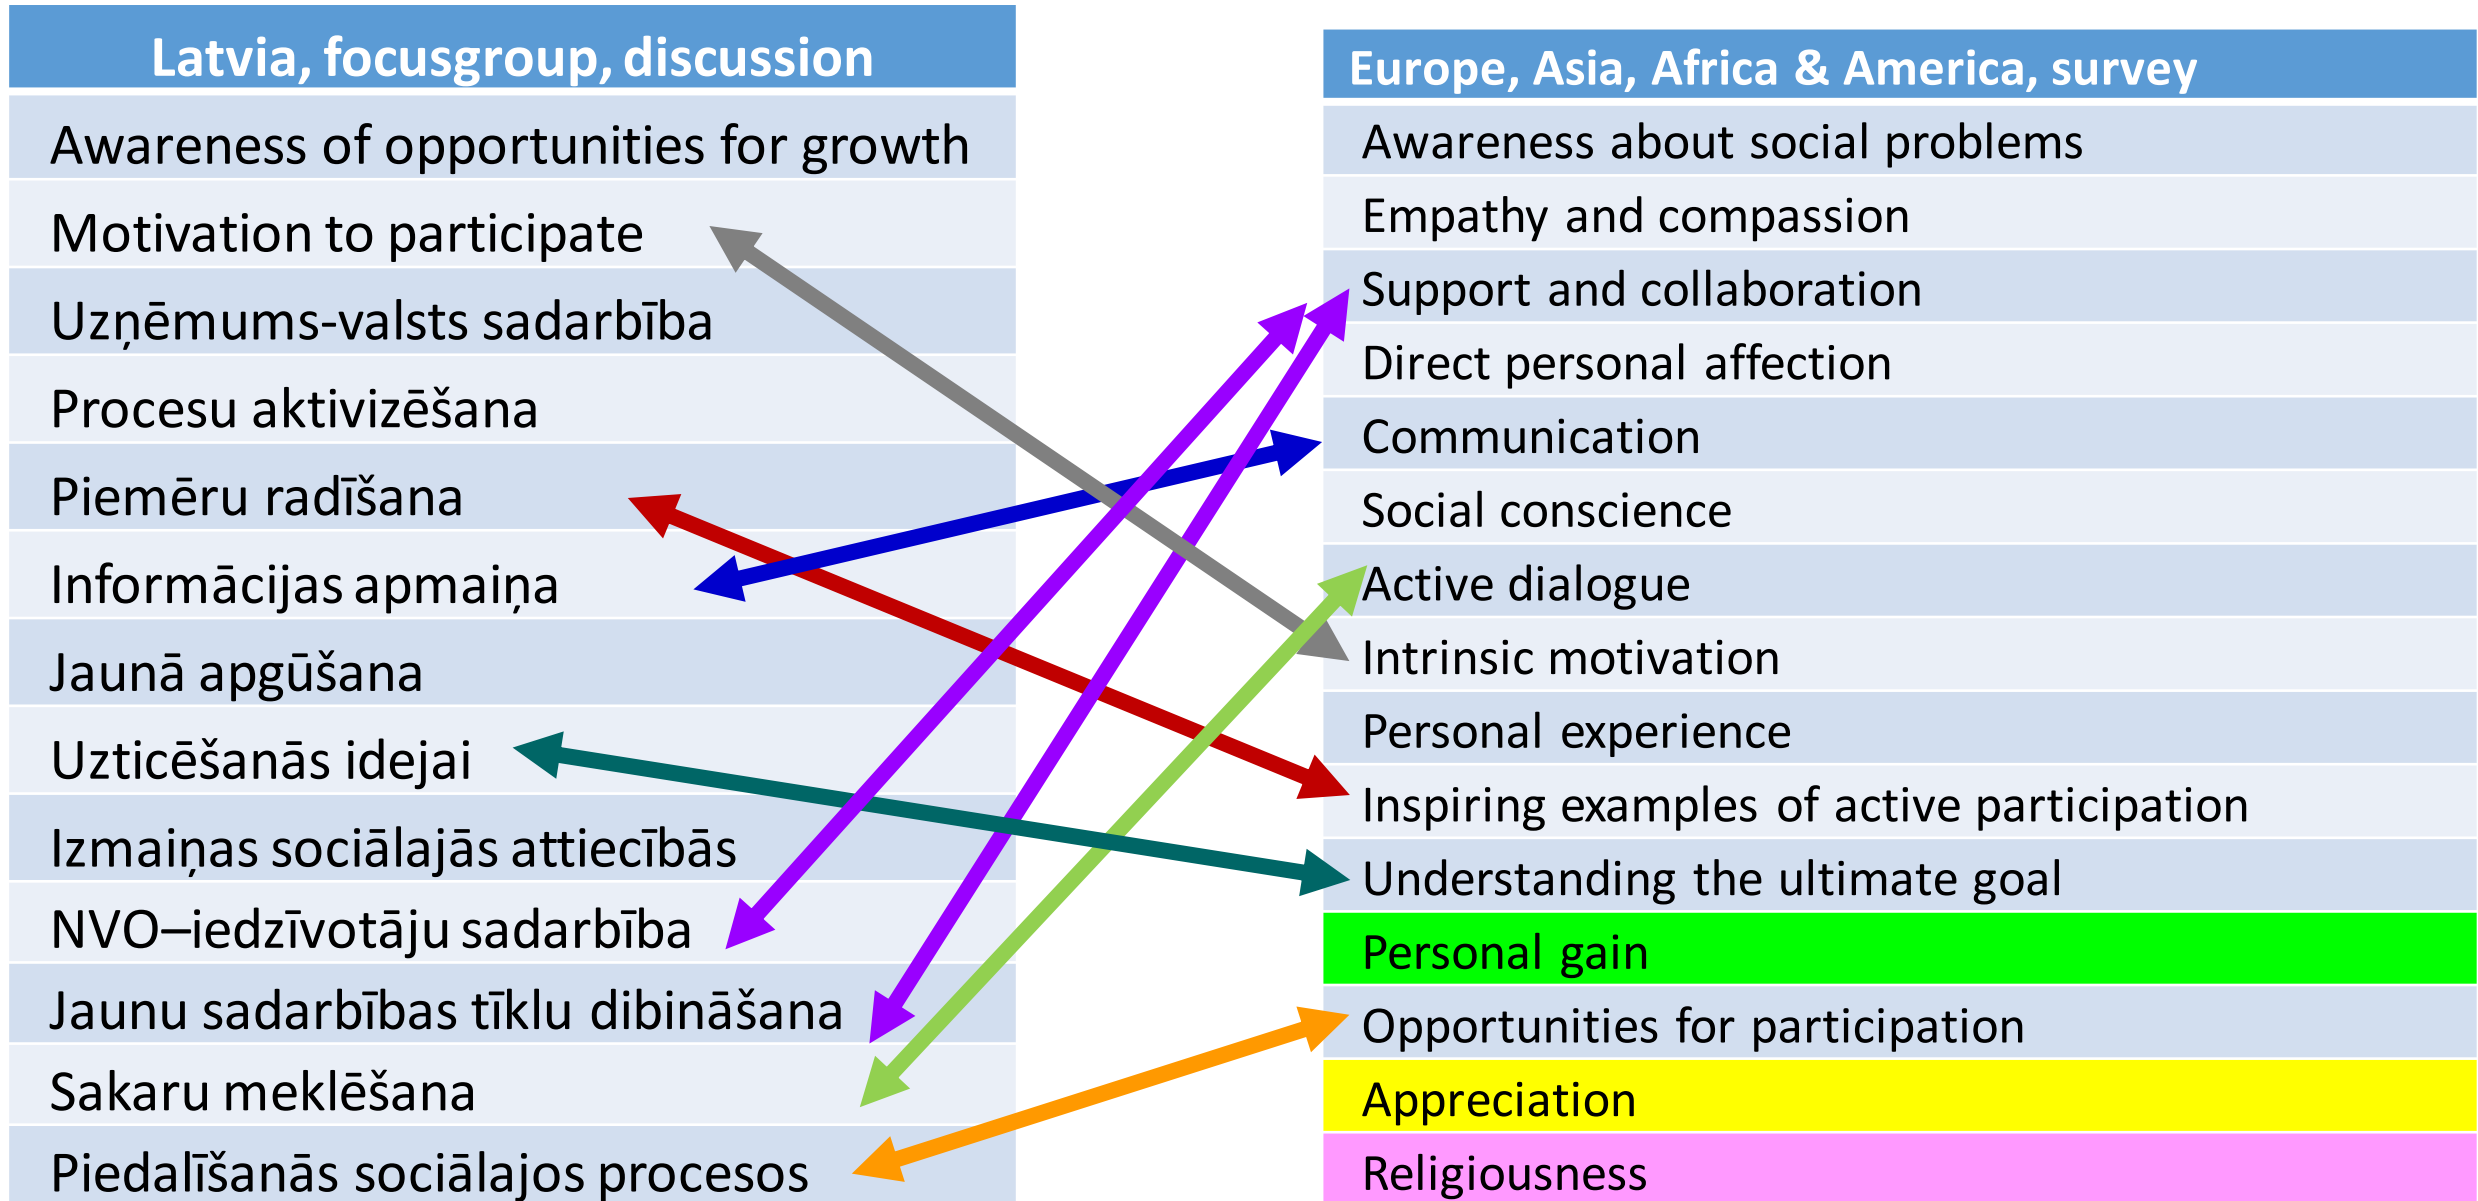 Latvia, focusgroup, discussion
Awareness of opportunities for growth
Motivation to participate
Uzņēmums-valsts sadarbība
Procesu aktivizēšana
Piemēru radīšana
Informācijas apmaiņa
Jaunā apgūšana
Uzticēšanās idejai
Izmaiņas sociālajās attiecībās
NVO–iedzīvotāju sadarbība
Jaunu sadarbības tīklu dibināšana
Sakaru meklēšana
Piedalīšanās sociālajos procesos
Europe, Asia, Africa & America, survey
Awareness about social problems
Empathy and compassion
Support and collaboration
Direct personal affection
Communication
Social conscience
Active dialogue
Intrinsic motivation
Personal experience
Inspiring examples of active participation
Understanding the ultimate goal
Personal gain
Opportunities for participation
Appreciation
Religiousness